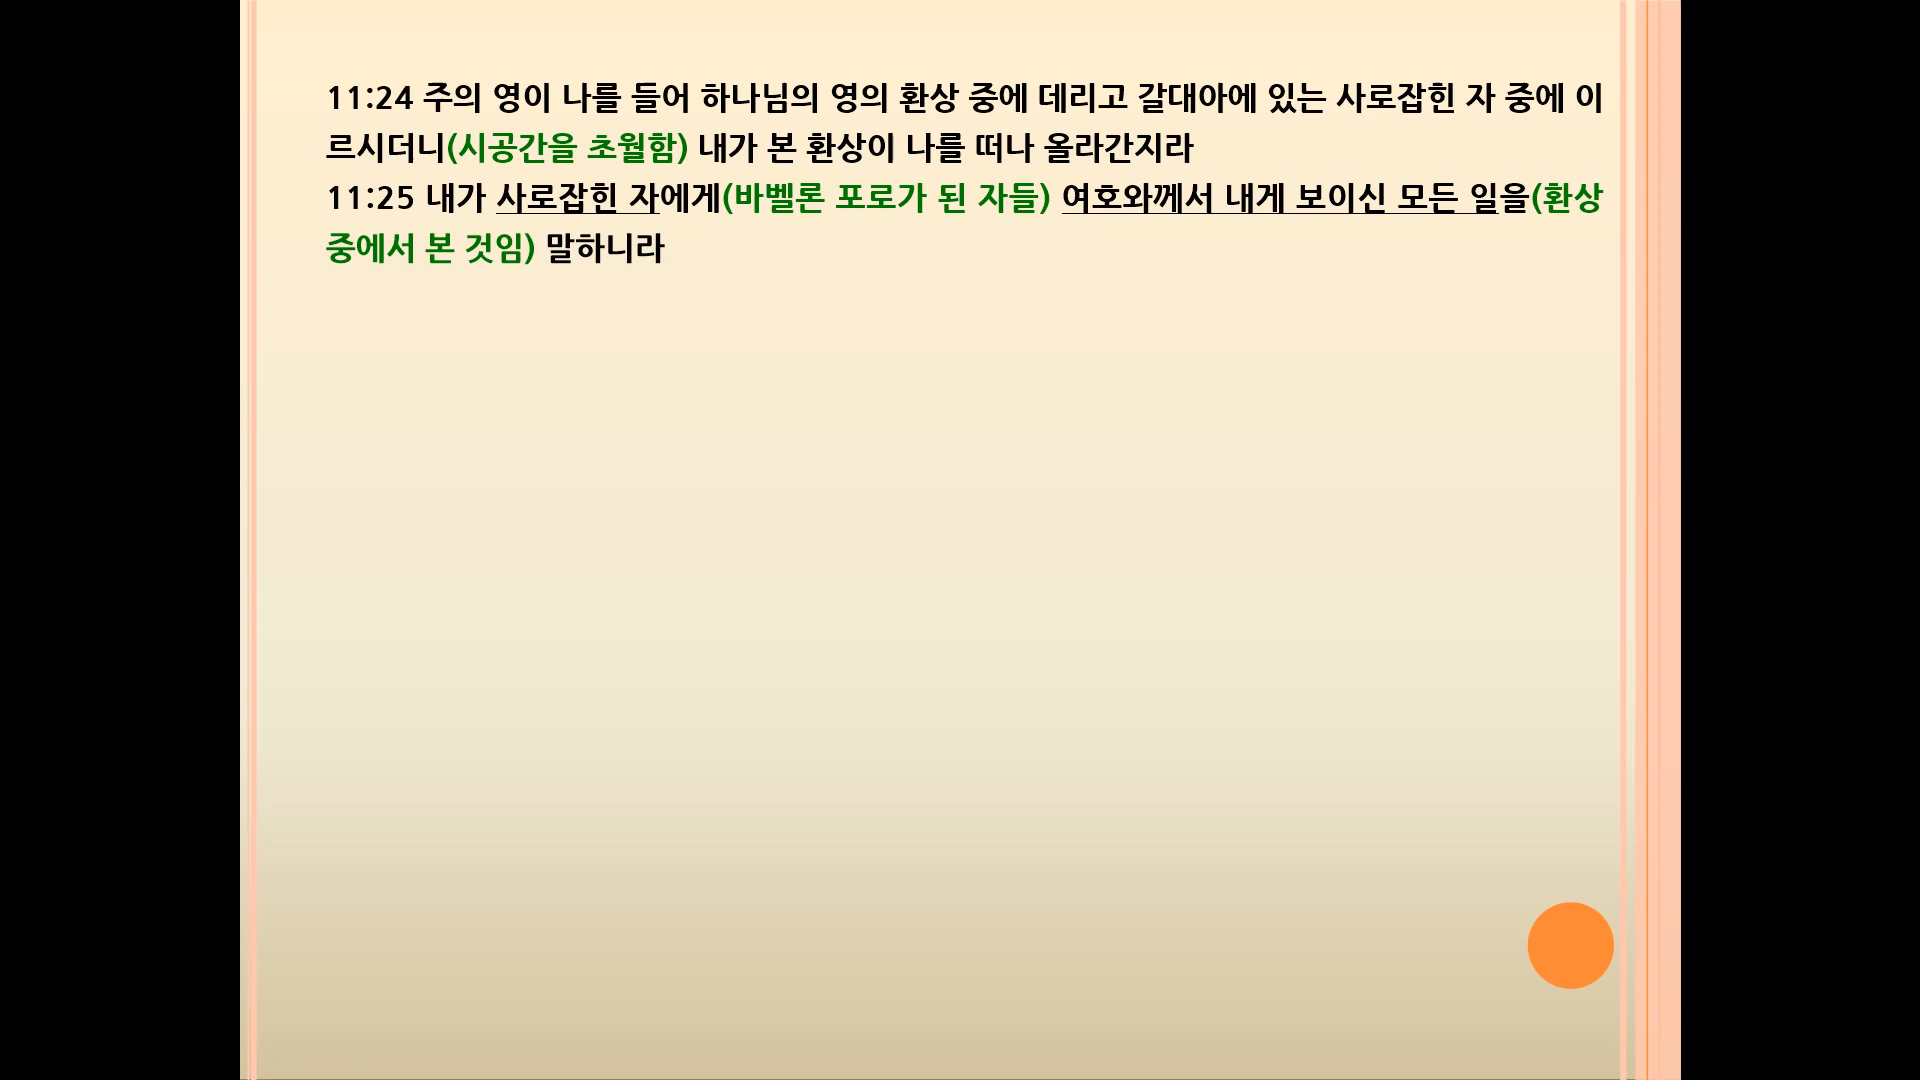 11:24 주의 영이 나를 들어 하나님의 영의 환상 중에 데리고 갈대아에 있는 사로잡힌 자 중에 이
르시더니(시공간을 초월함) 내가 본 환상이 나를 떠나 올라간지라
11:25 내가 사로잡힌 자에게(바벨론 포로가 된 자들) 여호와께서 내게 보이신 모든 일을(환상
중에서 본 것임) 말하니라